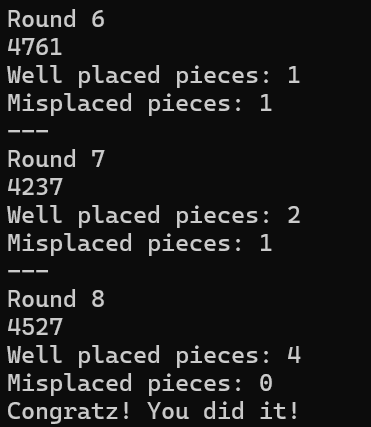 Round 6
4761
Well placed pieces: 1
Misplaced pieces: 1
---
Round 7
4237
Well placed pieces: 2
Misplaced pieces: 1
---
Round 8
4527
Well placed pieces: 4
Misplaced pieces: 0
Congratz! You did it!